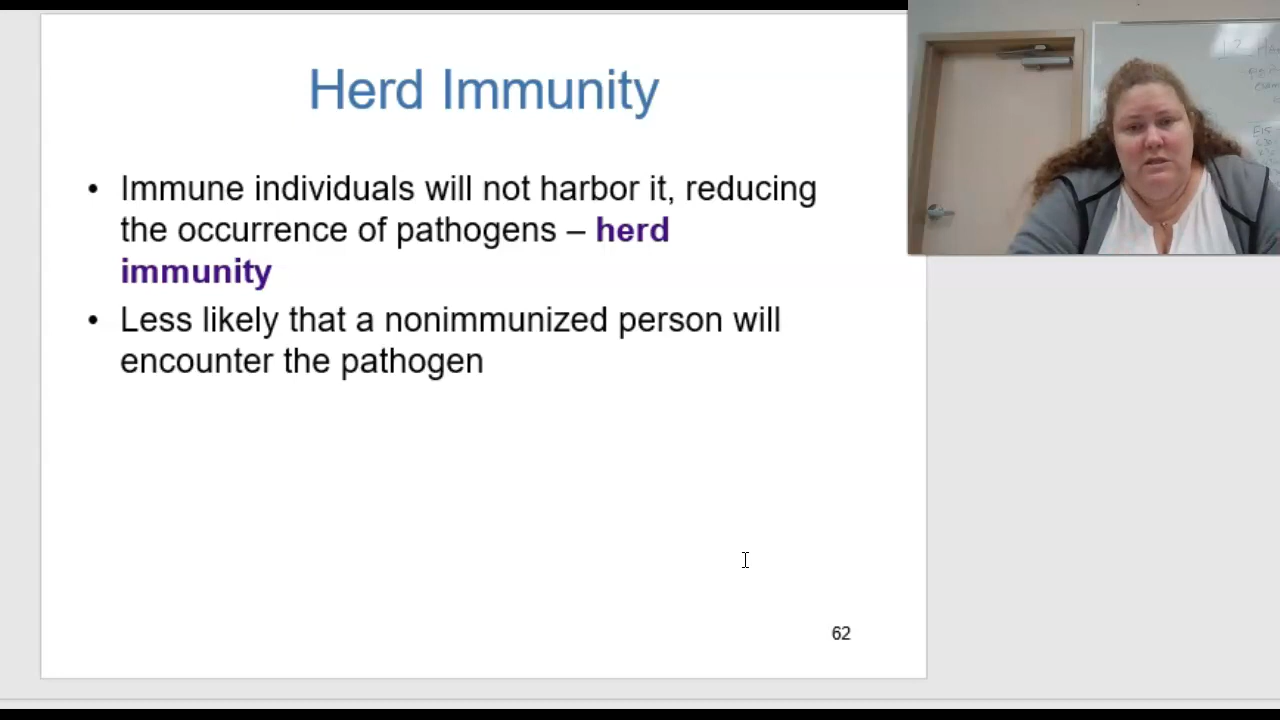 Herd Immunity
• Immune individuals will not harbor it, reducing
the occurrence of pathogens – herd
immunity
• Less likely that a nonimmunized person will
encounter the pathogen
62